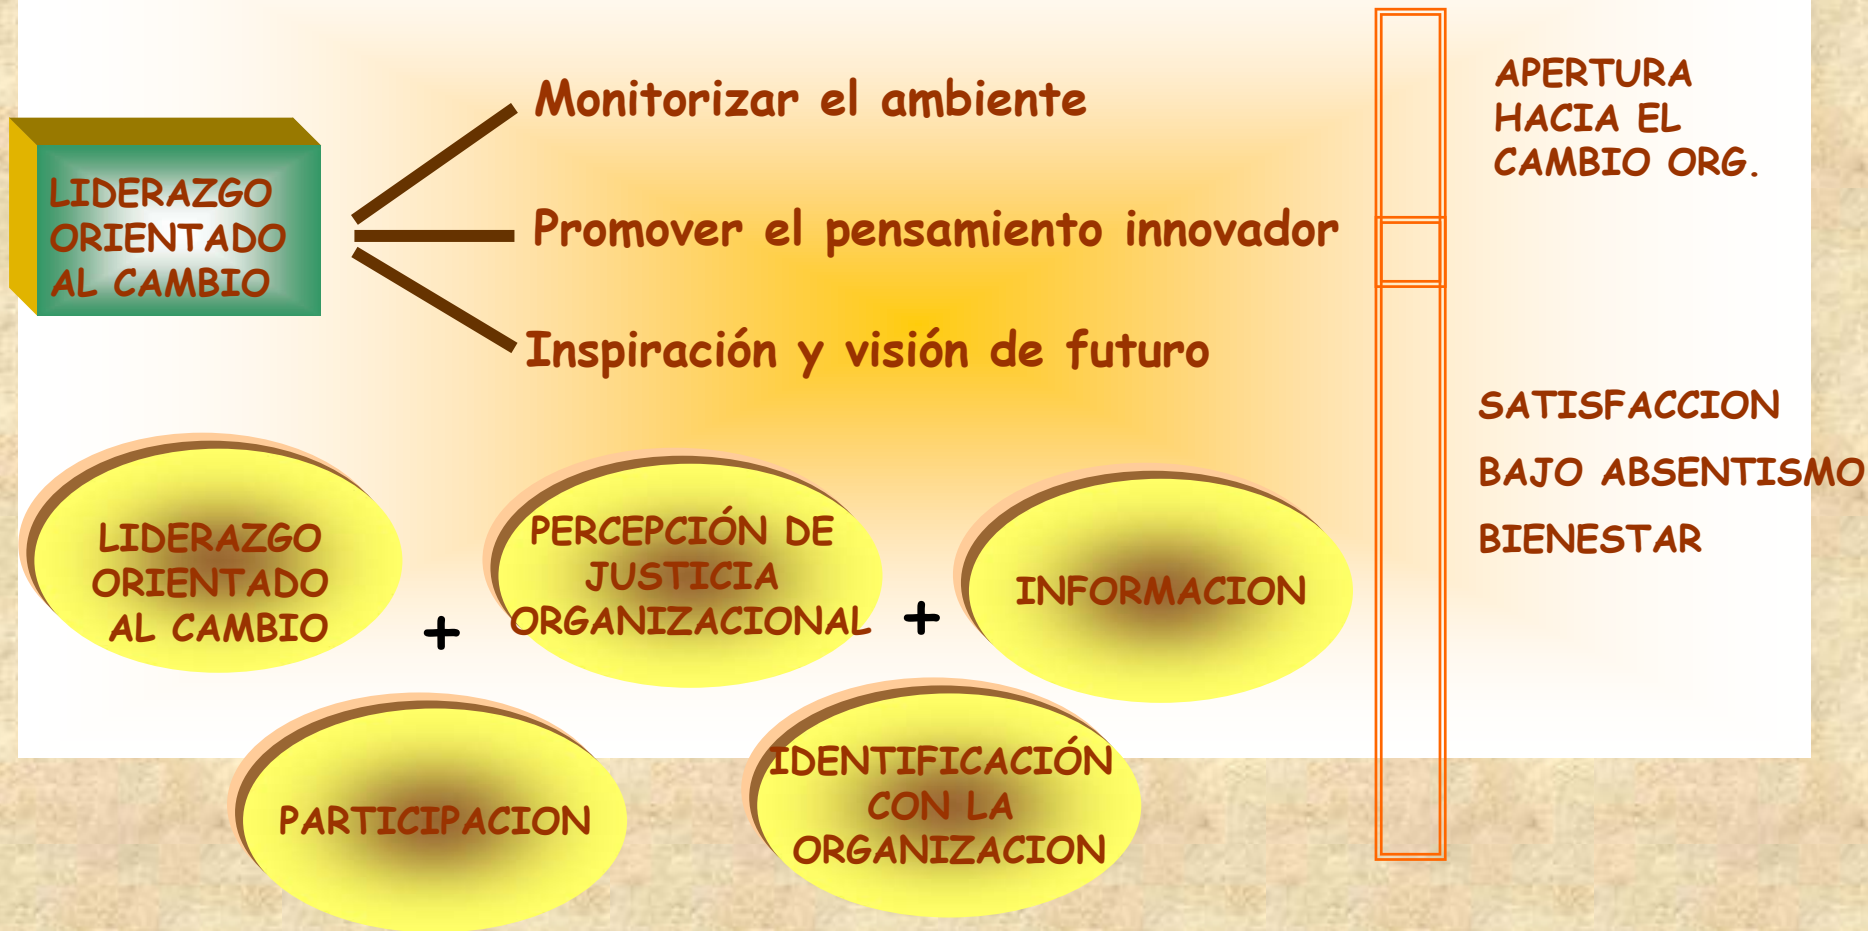 LIDERAZGO
ORIENTADO
AL CAMBIO
Monitorizar el ambiente
Promover el pensamiento innovador
Inspiración y visión de futuro
APERTURA
HACIA EL
CAMBIO ORG.
SATISFACCION
BAJO ABSENTISMO
BIENESTAR
LIDERAZGO
ORIENTADO
AL CAMBIO
+
PERCEPCIÓN DE
JUSTICIA
ORGANIZACIONAL
+
INFORMACION
PARTICIPACION
IDENTIFICACIÓN
CON LA
ORGANIZACION